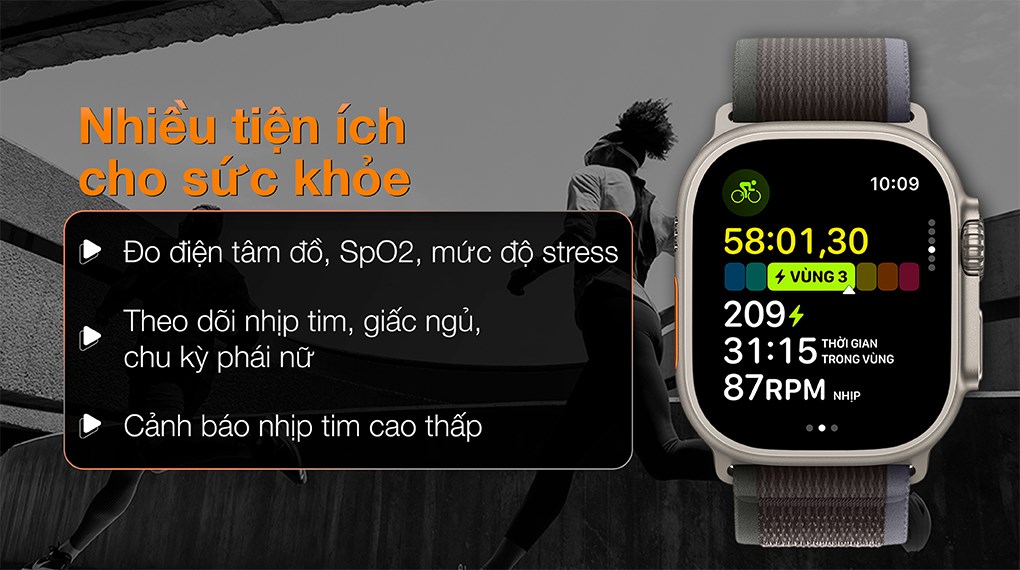 Nhiều tiện ích
cho sức khỏe
Đo điện tâm đồ, SpO2, mức độ stress
Theo dõi nhịp tim, giấc ngủ,
chu kỳ phái nữ
Cảnh báo nhịp tim cao thấp
10:09
58:01,30
VÙNG 3
209
31:15 THỜI GIAN
TRONG VÙNG
87RPM NHỊP